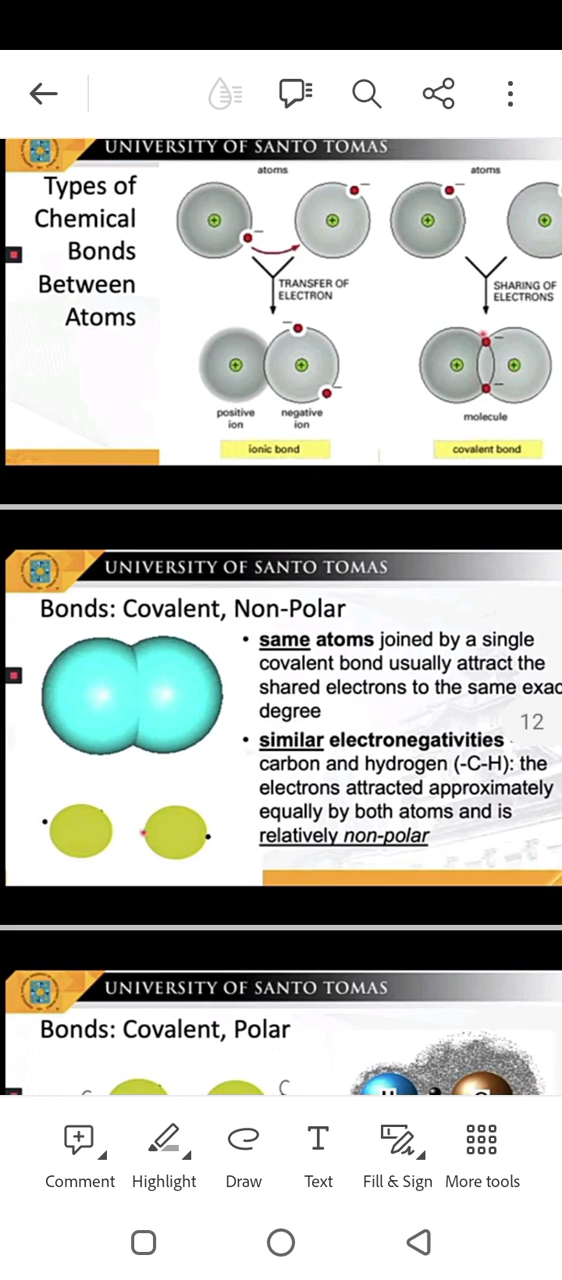 UNIVERSITY OF SANTO TOMAS
Types of
Chemical
Bonds
Between
Atoms
atoms
atoms
TRANSFER OF
ELECTRON
SHARING OF
ELECTRONS
positive
ion
negative
ion
molecule
ionic bond
covalent bond
UNIVERSITY OF SANTO TOMAS
Bonds: Covalent, Non-Polar
• same atoms joined by a single
covalent bond usually attract the
shared electrons to the same exac
degree
12
• similar electronegativities
carbon and hydrogen (-C-H): the
electrons attracted approximately
equally by both atoms and is
relatively non-polar
UNIVERSITY OF SANTO TOMAS
Bonds: Covalent, Polar
Comment
Highlight
Draw
Text
Fill & Sign
More tools